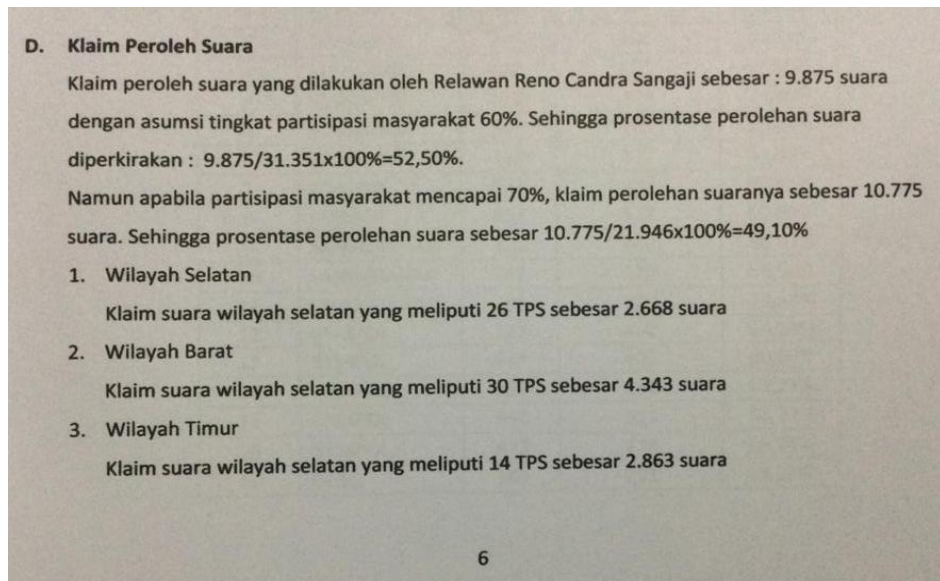 D. Klaim Peroleh Suara
Klaim peroleh suara yang dilakukan oleh Relawan Reno Candra Sangaji sebesar : 9.875 suara
dengan asumsi tingkat partisipasi masyarakat 60%. Sehingga prosentase perolehan suara
diperkirakan : 9.875/31.351x100%=52,50%.
Namun apabila partisipasi masyarakat mencapai 70%, klaim perolehan suaranya sebesar 10.775
suara. Sehingga prosentase perolehan suara sebesar 10.775/21.946x100%=49,10%
1. Wilayah Selatan
Klaim suara wilayah selatan yang meliputi 26 TPS sebesar 2.668 suara
2. Wilayah Barat
Klaim suara wilayah selatan yang meliputi 30 TPS sebesar 4.343 suara
3. Wilayah Timur
Klaim suara wilayah selatan yang meliputi 14 TPS sebesar 2.863 suara
6